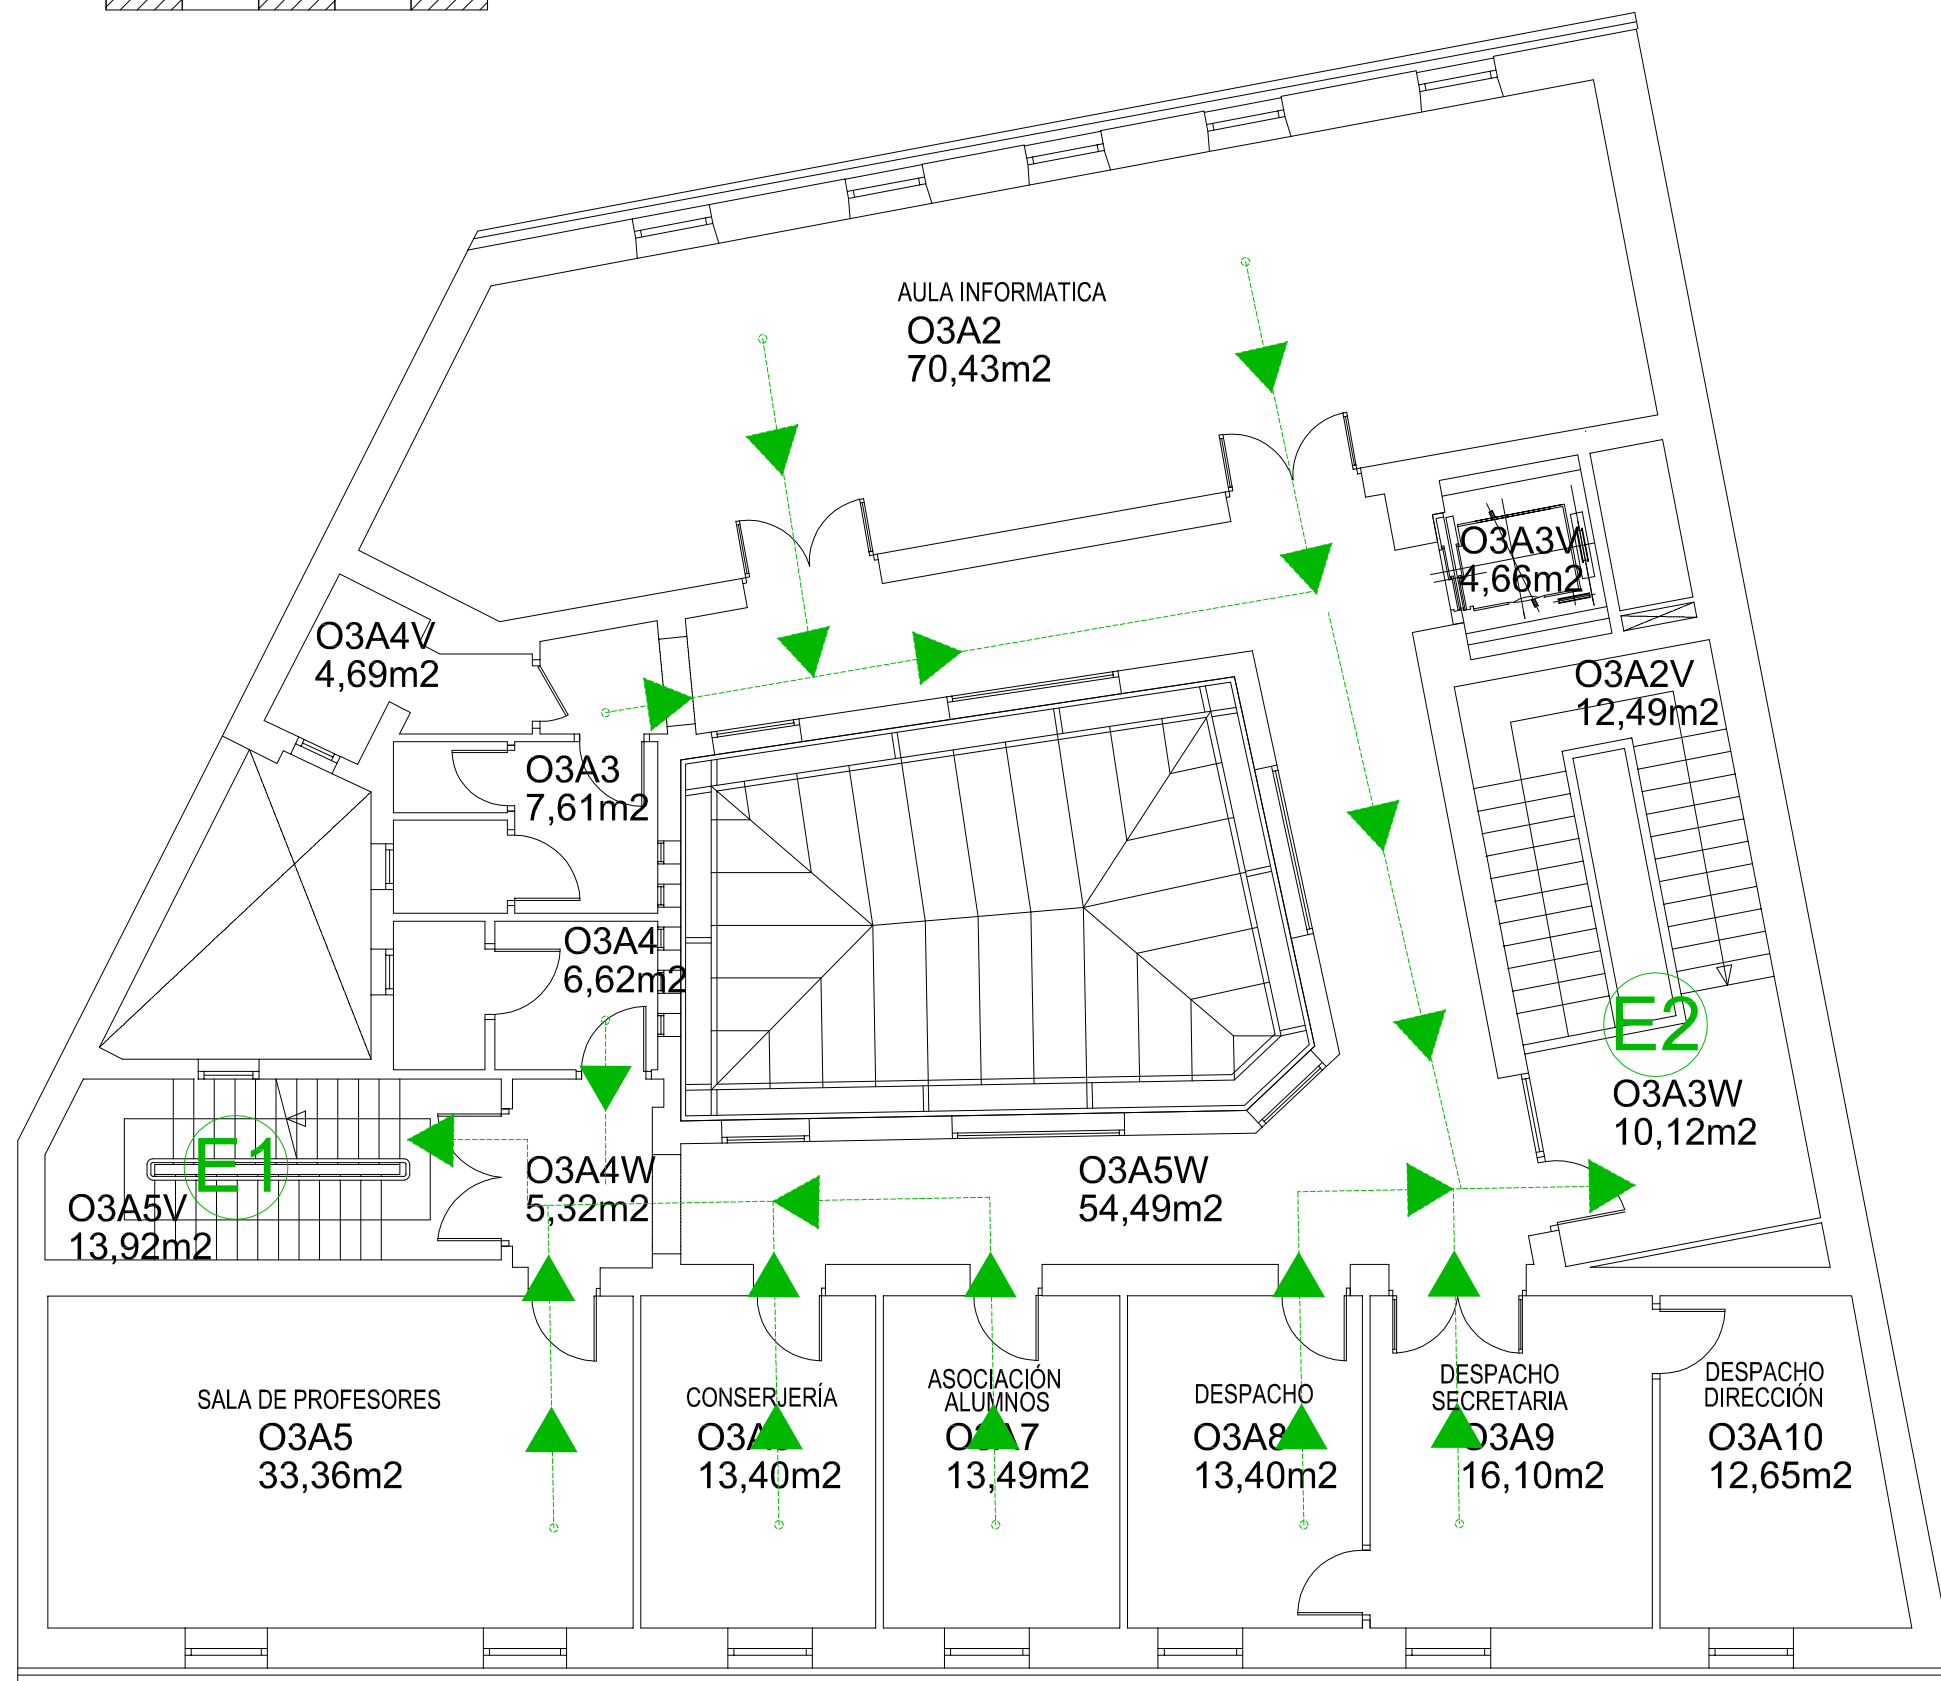 AULA INFORMATICA
O3A2
70,43m2
O3A3V
4,66m2
O3A4V
4,69m2
O3A2V
12,49m2
O3A3
7,61m2
O3A4
6,62m2
E2
O3A3W
10,12m2
E1
O3A4W
5,32m2
O3A5W
54,49m2
O3A5V
13,92m2
SALA DE PROFESORES
O3A5
33,36m2
CONSERJERÍA
13,40m2
ASOCIACIÓN
ALUMNOS
O3A7
13,49m2
DESPACHO
O3A8
13,40m2
DESPACHO
SECRETARIA
O3A9
16,10m2
DESPACHO
DIRECCIÓN
O3A10
12,65m2